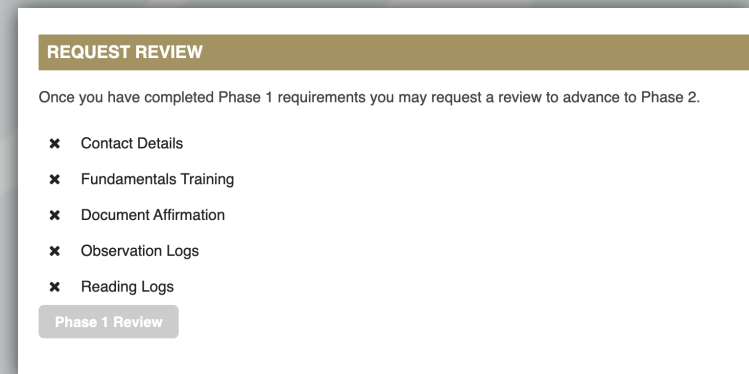 REQUEST REVIEW
Once you have completed Phase 1 requirements you may request a review to advance to Phase 2.
✖ Contact Details
✖ Fundamentals Training
✖ Document Affirmation
✖ Observation Logs
✖ Reading Logs
Phase 1 Review